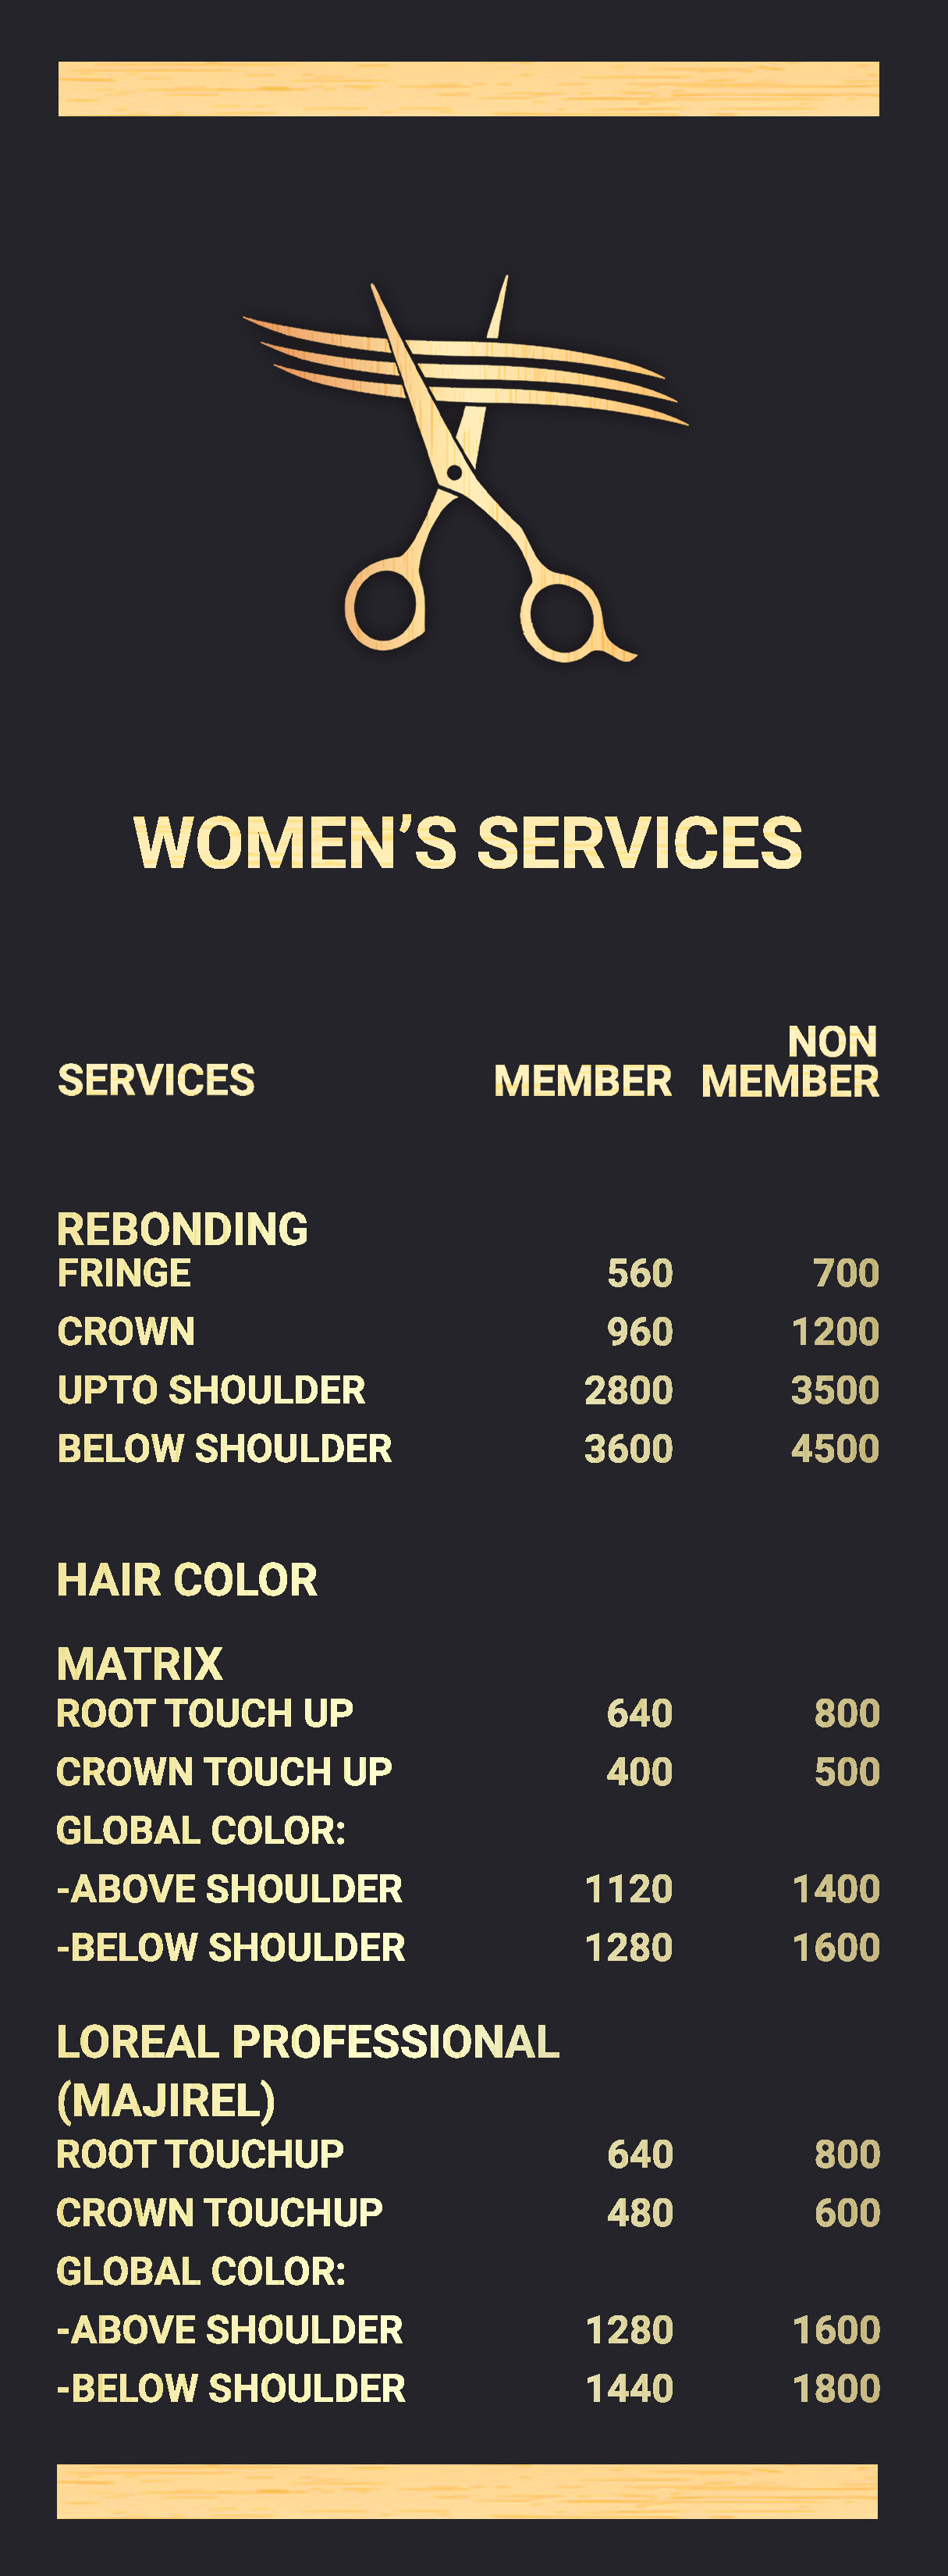 WOMEN’S SERVICES
SERVICES MEMBER NON MEMBER
REBONDING
FRINGE 560 700
CROWN 960 1200
UPTO SHOULDER 2800 3500
BELOW SHOULDER 3600 4500
HAIR COLOR
MATRIX
ROOT TOUCH UP 640 800
CROWN TOUCH UP 400 500
GLOBAL COLOR:
-ABOVE SHOULDER 1120 1400
-BELOW SHOULDER 1280 1600
LOREAL PROFESSIONAL
(MAJIREL)
ROOT TOUCHUP 640 800
CROWN TOUCHUP 480 600
GLOBAL COLOR:
-ABOVE SHOULDER 1280 1600
-BELOW SHOULDER 1440 1800